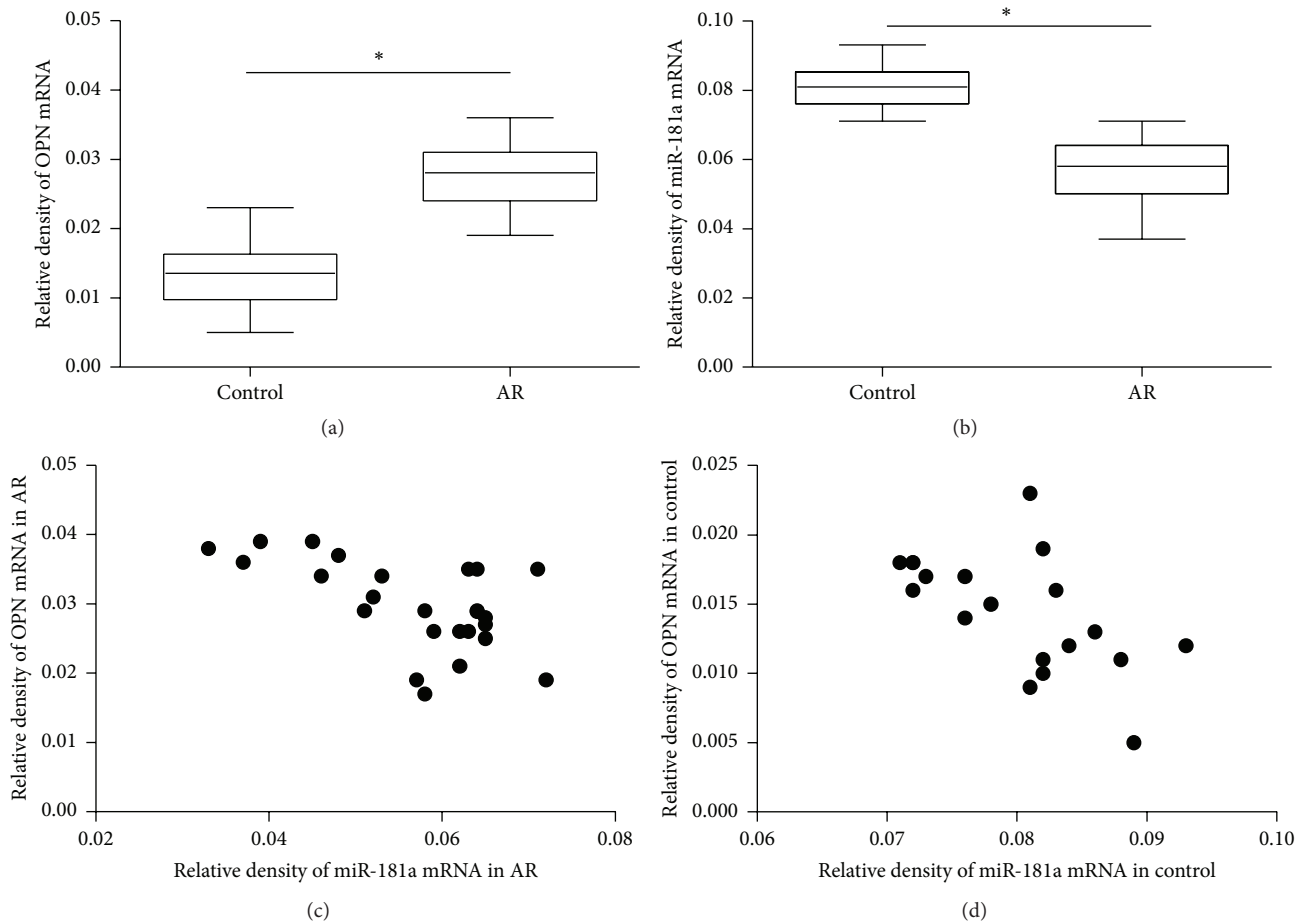 Relative density of OPN mRNA
0.05
0.04
0.03
0.02
0.01
0.00
*
Control
AR
(a)
Relative density of miR-181a mRNA
0.10
0.08
0.06
0.04
0.02
0.00
*
Control
AR
(b)
Relative density of OPN mRNA in AR
0.05
0.04
0.03
0.02
0.01
0.00
0.02
0.04
0.06
0.08
Relative density of miR-181a mRNA in AR
(c)
Relative density of OPN mRNA in control
0.025
0.020
0.015
0.010
0.005
0.000
0.06
0.07
0.08
0.09
0.10
Relative density of miR-181a mRNA in control
(d)